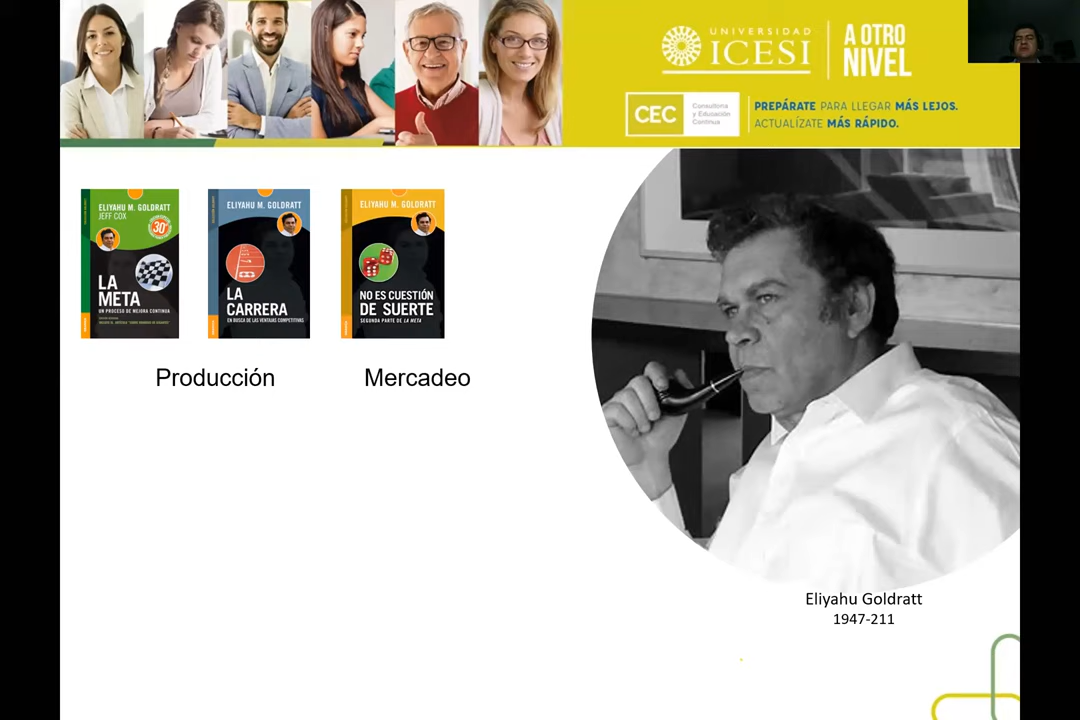 UNIVERSIDAD
ICESI
A OTRO
NIVEL
CEC
Consultoría
y Educación
Continua
PREPÁRATE PARA LLEGAR MÁS LEJOS.
ACTUALÍZATE MÁS RÁPIDO.
ELIYAHU M. GOLDRATT
JEFF COX
30
LA
META
UN PROCESO DE MEJORA CONTINUA
ELIYAHU M. GOLDRATT
LA
CARRERA
EN BUSCA DE LAS VENTAJAS COMPETITIVAS
ELIYAHU M. GOLDRATT
NO ES CUESTIÓN
DE SUERTE
SEGUNDA PARTE DE LA META
Producción
Mercadeo
Eliyahu Goldratt
1947-211